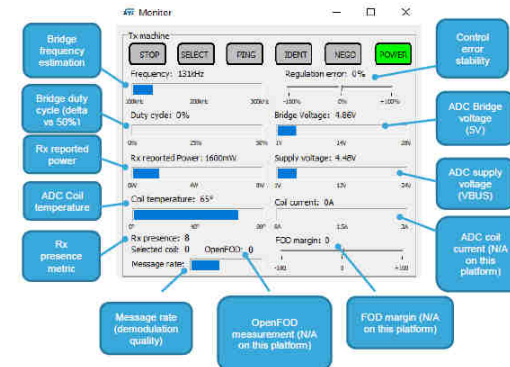 Monitor
Tx machine
STOP
SELECT
PING
IDENT
NEGO
POWER
Frequency: 131kHz
Regulation error: 0%
100kHz
200kHz
300kHz
-100%
0%
+100%
Duty cycle: 0%
Bridge Voltage: 4.86V
0%
25%
50%
1V
14V
28V
Rx reported Power: 1600mW
Supply voltage: 4.48V
0W
4W
8W
1V
13V
24V
Coil temperature: 65°
Coil current: 0A
0°
40°
80°
0A
1.5A
3A
Rx presence: 8
Selected coil: 0
OpenFOD: 0
FOD margin: 0
Message rate:
-100
0
+100
Bridge
frequency
estimation
Bridge duty
cycle (delta
vs 50%)
Rx reported
power
ADC Coil
temperature
Rx
presence
metric
Message rate
(demodulation
quality)
OpenFOD
measurement (N/A
on this platform)
FOD margin (N/A
on this platform)
Control
error
stability
ADC Bridge
voltage
(5V)
ADC supply
voltage
(VBUS)
ADC coil
current (N/A
on this
platform)